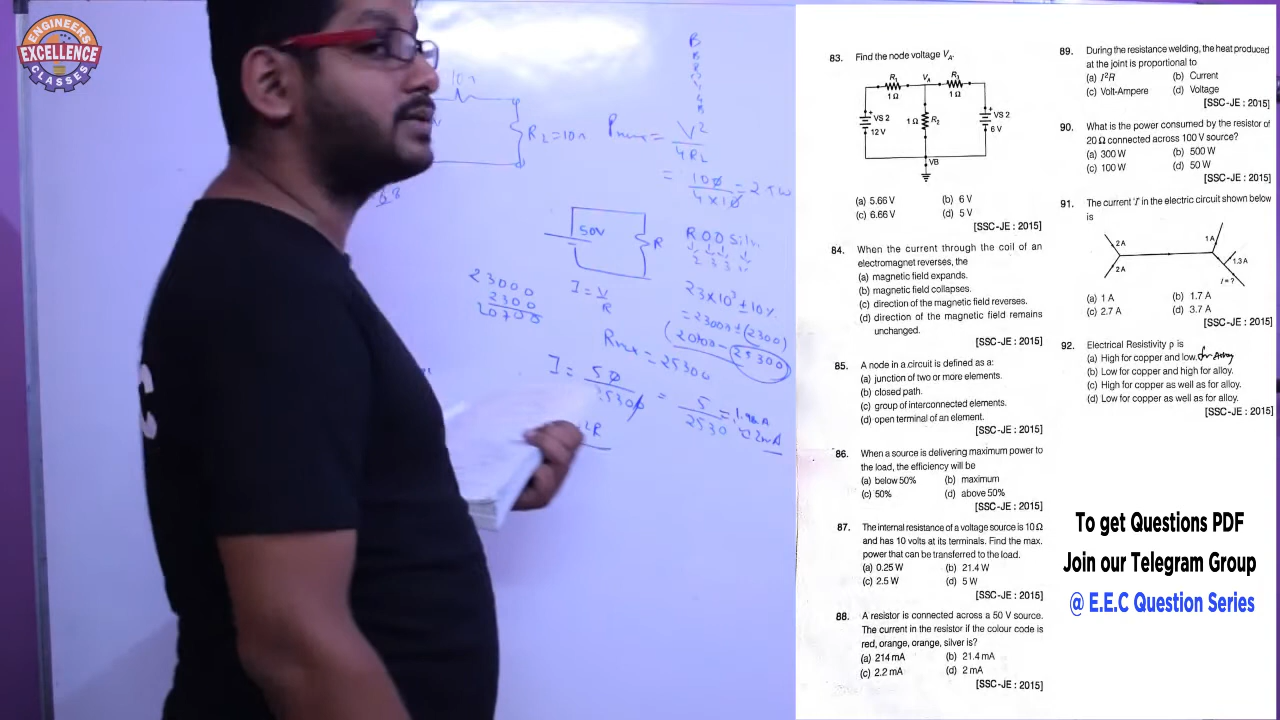 ENGINEERS
EXCELLENCE
CLASSES
10Ω
R_L=10Ω
Pmax = V²
4R_L
= 100
4×10
B
B
R
O
Y
50V
R
I = V
R
R O O Silv.
2 3 3
23×10³ ± 10%
= 23000 ± (2300)
(20700 - 25300)
23000
2300
20700
Rmax = 25300
I = 50
25300
= 5
2530
≈ 2mA
83. Find the node voltage V_A.
R₁ V_A R₃
1 Ω 1 Ω
VS 2 1 Ω R₂ VS 2
12 V 6 V
VB
(a) 5.66 V (b) 6 V
(c) 6.66 V (d) 5 V
[SSC-JE : 2015]
84. When the current through the coil of an
electromagnet reverses, the
(a) magnetic field expands.
(b) magnetic field collapses.
(c) direction of the magnetic field reverses.
(d) direction of the magnetic field remains
unchanged.
[SSC-JE : 2015]
85. A node in a circuit is defined as a:
(a) junction of two or more elements.
(b) closed path.
(c) group of interconnected elements.
(d) open terminal of an element.
[SSC-JE : 2015]
86. When a source is delivering maximum power to
the load, the efficiency will be
(a) below 50% (b) maximum
(c) 50% (d) above 50%
[SSC-JE : 2015]
87. The internal resistance of a voltage source is 10 Ω
and has 10 volts at its terminals. Find the max.
power that can be transferred to the load.
(a) 0.25 W (b) 21.4 W
(c) 2.5 W (d) 5 W
[SSC-JE : 2015]
88. A resistor is connected across a 50 V source.
The current in the resistor if the colour code is
red, orange, orange, silver is?
(a) 214 mA (b) 21.4 mA
(c) 2.2 mA (d) 2 mA
[SSC-JE : 2015]
89. During the resistance welding, the heat produced
at the joint is proportional to
(a) I²R (b) Current
(c) Volt-Ampere (d) Voltage
[SSC-JE : 2015]
90. What is the power consumed by the resistor of
20 Ω connected across 100 V source?
(a) 300 W (b) 500 W
(c) 100 W (d) 50 W
[SSC-JE : 2015]
91. The current 'I' in the electric circuit shown below
is
2 A 1 A
2 A 1.3 A
I = ?
(a) 1 A (b) 1.7 A
(c) 2.7 A (d) 3.7 A
[SSC-JE : 2015]
92. Electrical Resistivity ρ is
(a) High for copper and low for alloy
(b) Low for copper and high for alloy.
(c) High for copper as well as for alloy.
(d) Low for copper as well as for alloy.
[SSC-JE : 2015]
To get Questions PDF
Join our Telegram Group
@ E.E.C Question Series